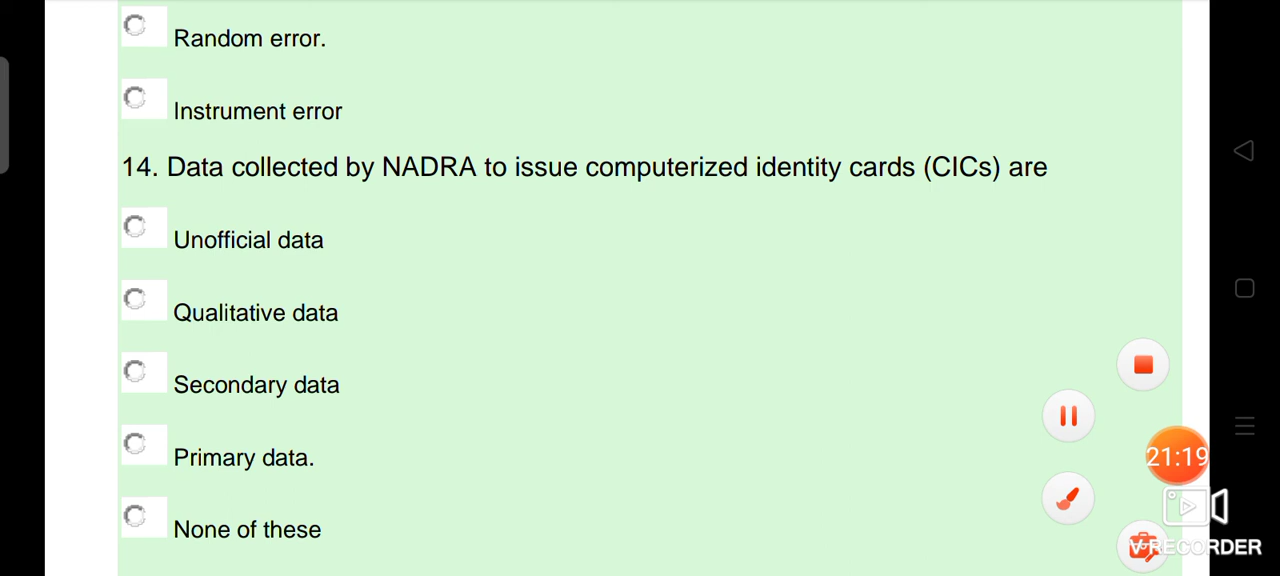 Random error.
Instrument error
14. Data collected by NADRA to issue computerized identity cards (CICs) are
Unofficial data
Qualitative data
Secondary data
Primary data.
None of these
21:19
V RECORDER